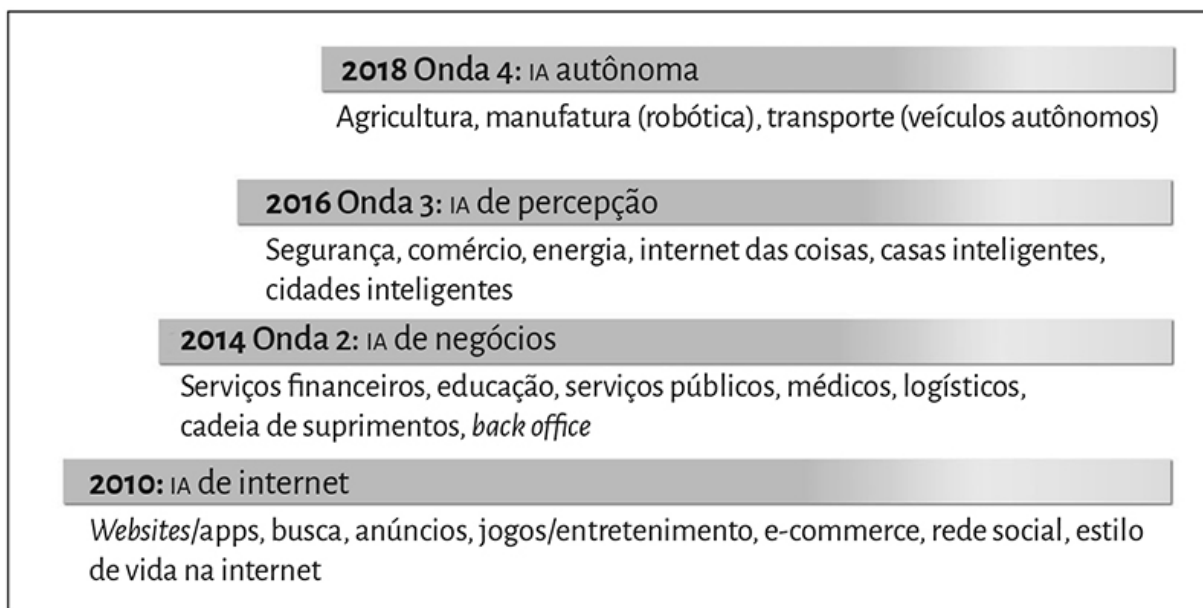 2018 Onda 4: IA autônoma
Agricultura, manufatura (robótica), transporte (veículos autônomos)
2016 Onda 3: IA de percepção
Segurança, comércio, energia, internet das coisas, casas inteligentes,
cidades inteligentes
2014 Onda 2: IA de negócios
Serviços financeiros, educação, serviços públicos, médicos, logísticos,
cadeia de suprimentos, back office
2010: IA de internet
Websites/apps, busca, anúncios, jogos/entretenimento, e-commerce, rede social, estilo
de vida na internet